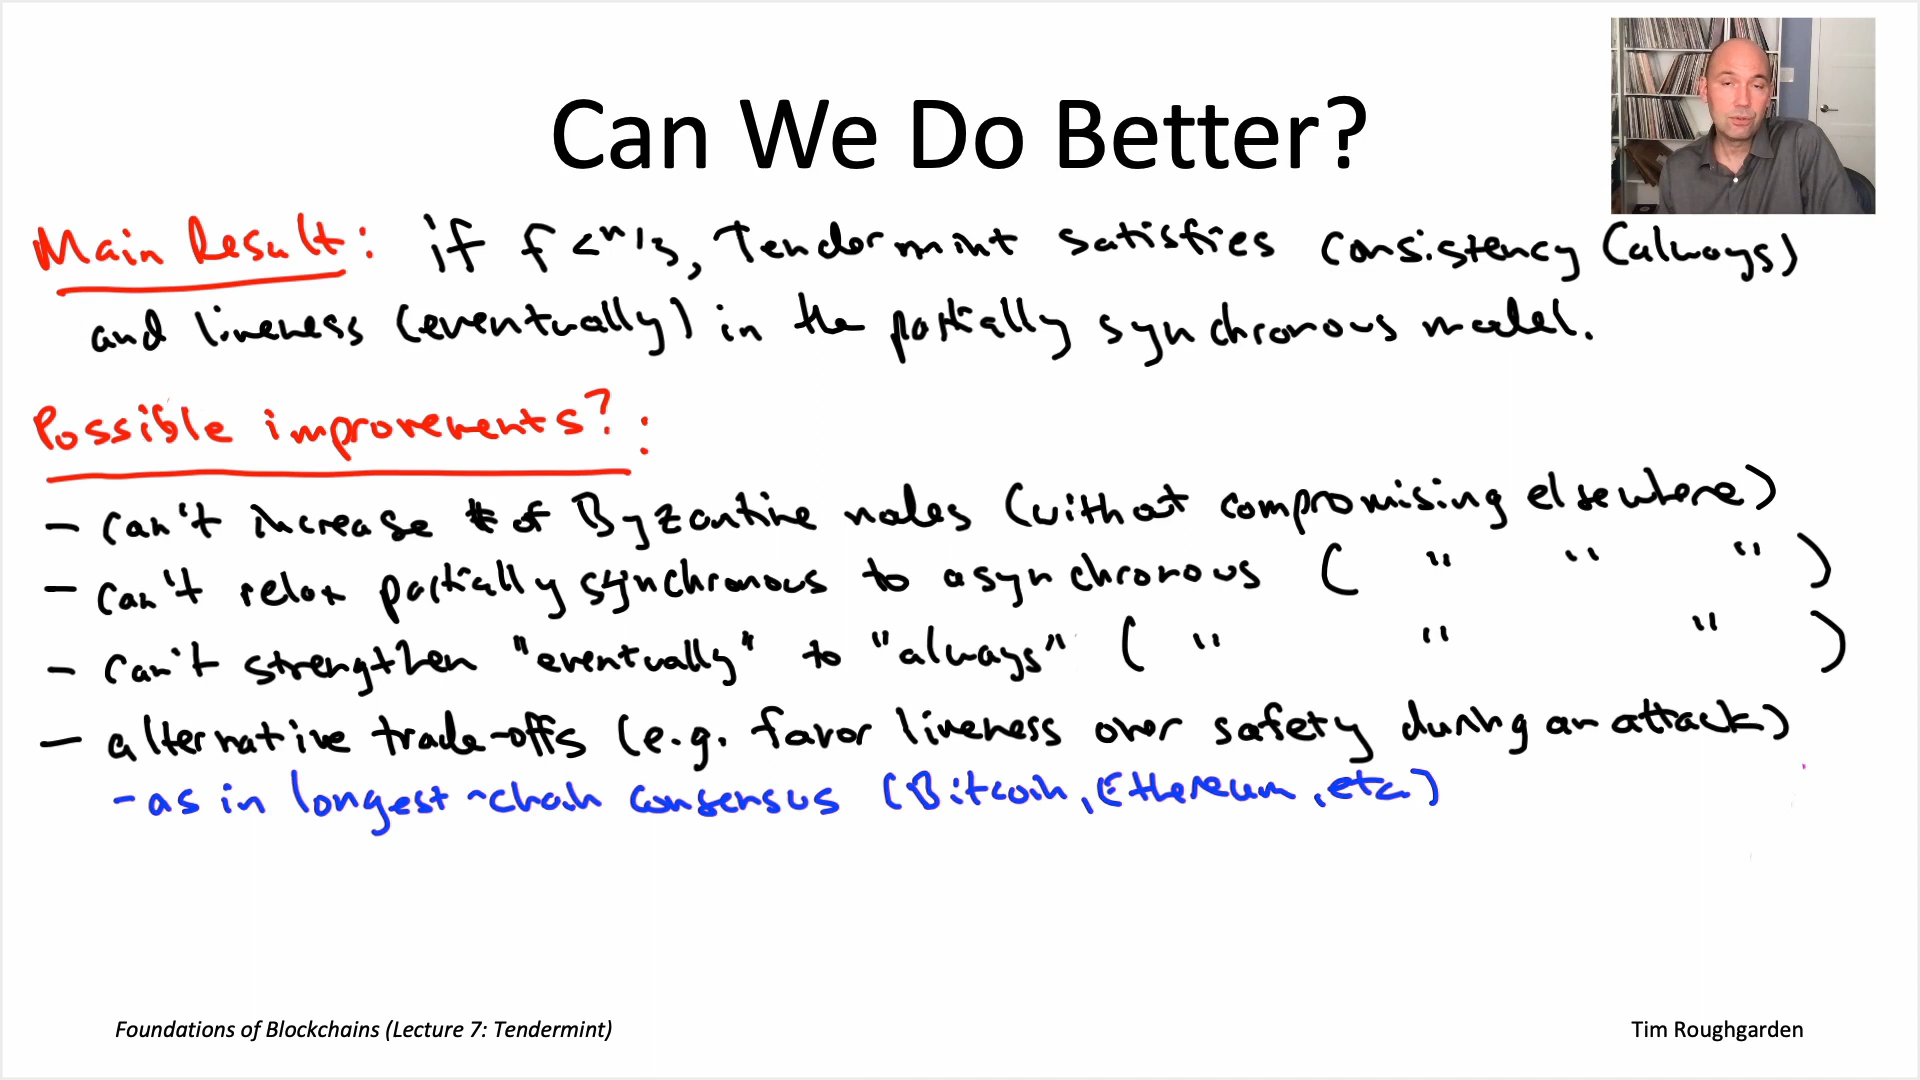 Can We Do Better?
Main Result: if f < n/3, Tendermint satisfies consistency (always)
and liveness (eventually) in the partially synchronous model.
Possible improvements?:
- can't increase # of Byzantine nodes (without compromising elsewhere)
- can't relax partially synchronous to asynchronous ( " " " )
- can't strengthen "eventually" to "always" ( " " " )
- alternative trade-offs (e.g. favor liveness over safety during an attack)
- as in longest-chain consensus (Bitcoin, Ethereum, etc.)
Foundations of Blockchains (Lecture 7: Tendermint)
Tim Roughgarden